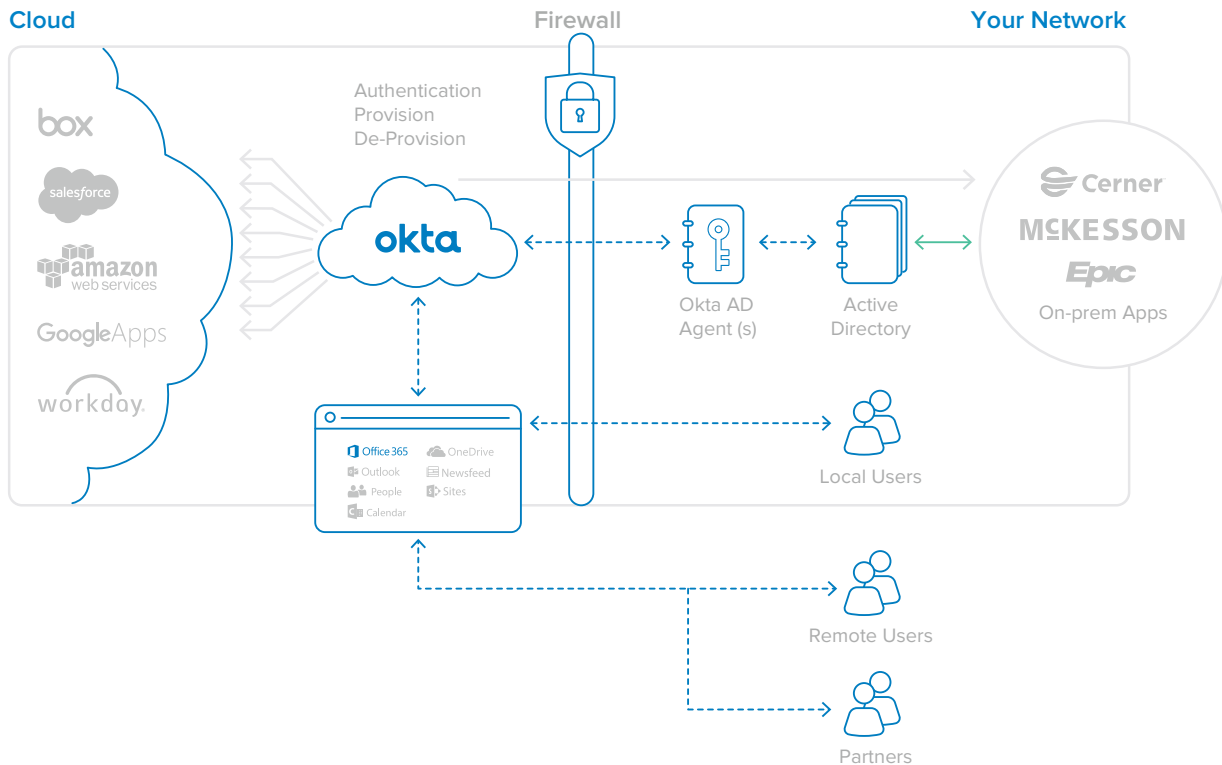 Cloud
Firewall
Your Network
Authentication
Provision
De-Provision
box
salesforce
amazon
web services
Google Apps
workday.
okta
Okta AD
Agent (s)
Active
Directory
Cerner
MCKESSON
Epic
On-prem Apps
Office 365
OneDrive
Outlook
Newsfeed
People
Sites
Calendar
Local Users
Remote Users
Partners